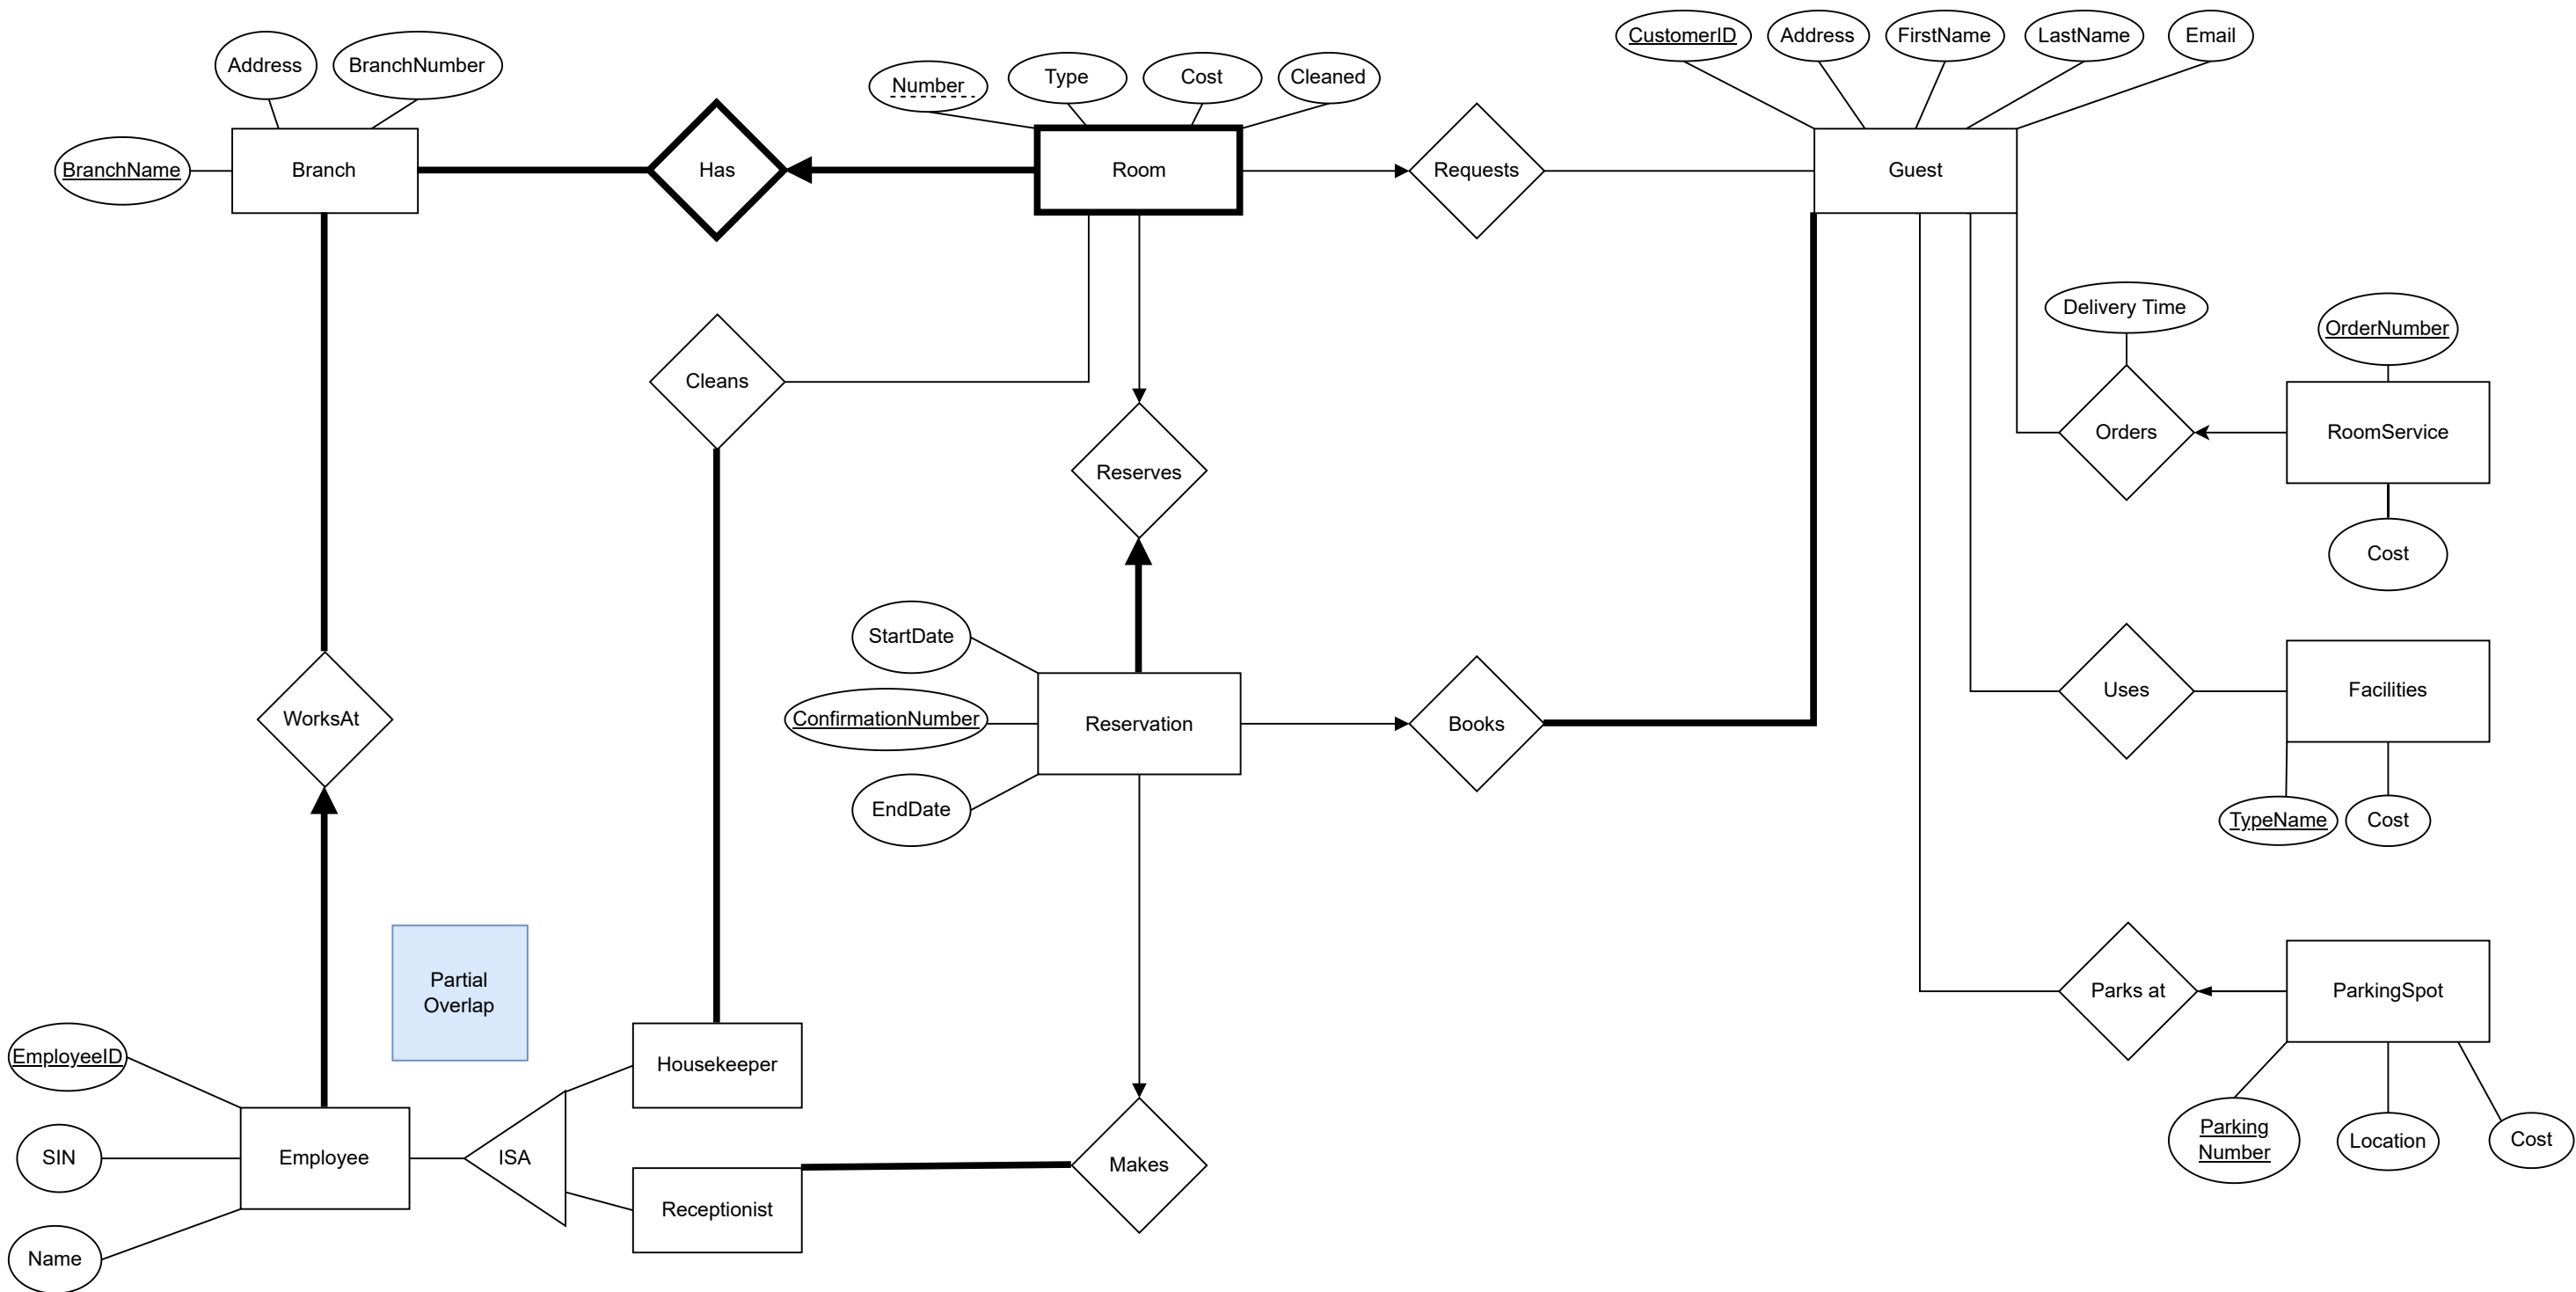 CustomerID
Address
FirstName
LastName
Email
Address
BranchNumber
Number
Type
Cost
Cleaned
BranchName
Branch
Has
Room
Requests
Guest
Delivery Time
OrderNumber
Cleans
Reserves
Orders
RoomService
Cost
StartDate
ConfirmationNumber
EndDate
Reservation
Books
WorksAt
Uses
Facilities
TypeName
Cost
Partial
Overlap
Parks at
ParkingSpot
EmployeeID
Housekeeper
SIN
Employee
ISA
Makes
Parking
Number
Location
Cost
Receptionist
Name